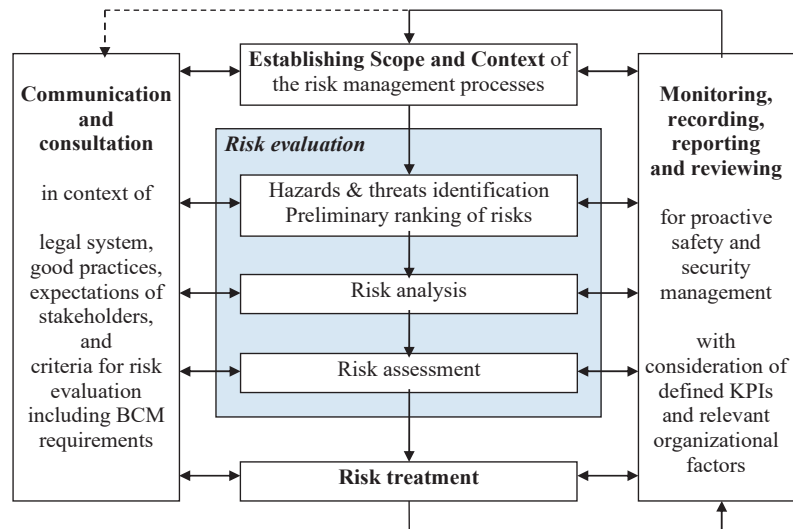 Establishing Scope and Context of
the risk management processes
Communication
and
consultation
in context of
legal system,
good practices,
expectations of
stakeholders,
and
criteria for risk
evaluation
including BCM
requirements
Risk evaluation
Hazards & threats identification
Preliminary ranking of risks
Risk analysis
Risk assessment
Risk treatment
Monitoring,
recording,
reporting
and reviewing
for proactive
safety and
security
management
with
consideration of
defined KPIs
and relevant
organizational
factors